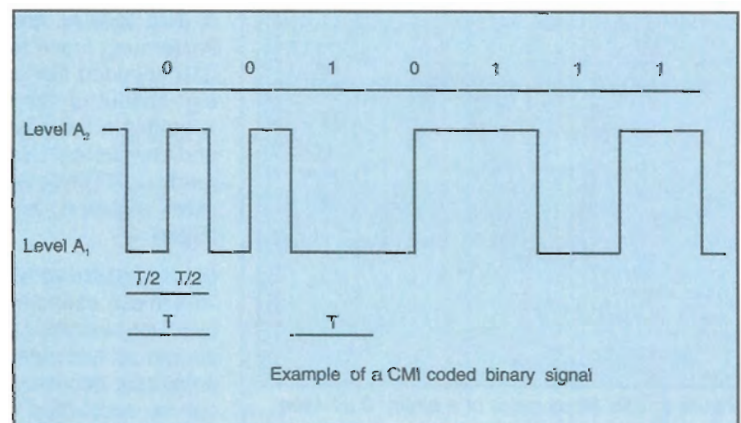 0 0 1 0 1 1 1
Level A₂
Level A₁
T/2 T/2
T T
Example of a CMI coded binary signal